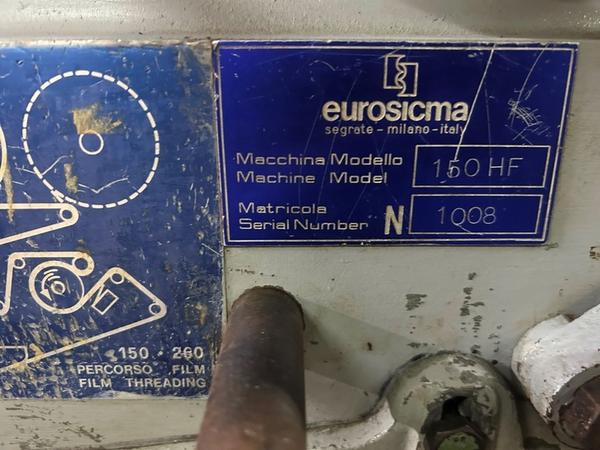 eurosicma
segrate - milano - italy
Macchina Modello
Machine Model
150 HF
Matricola
Serial Number
N
1008
150 • 200
PERCORSO FILM
FILM THREADING